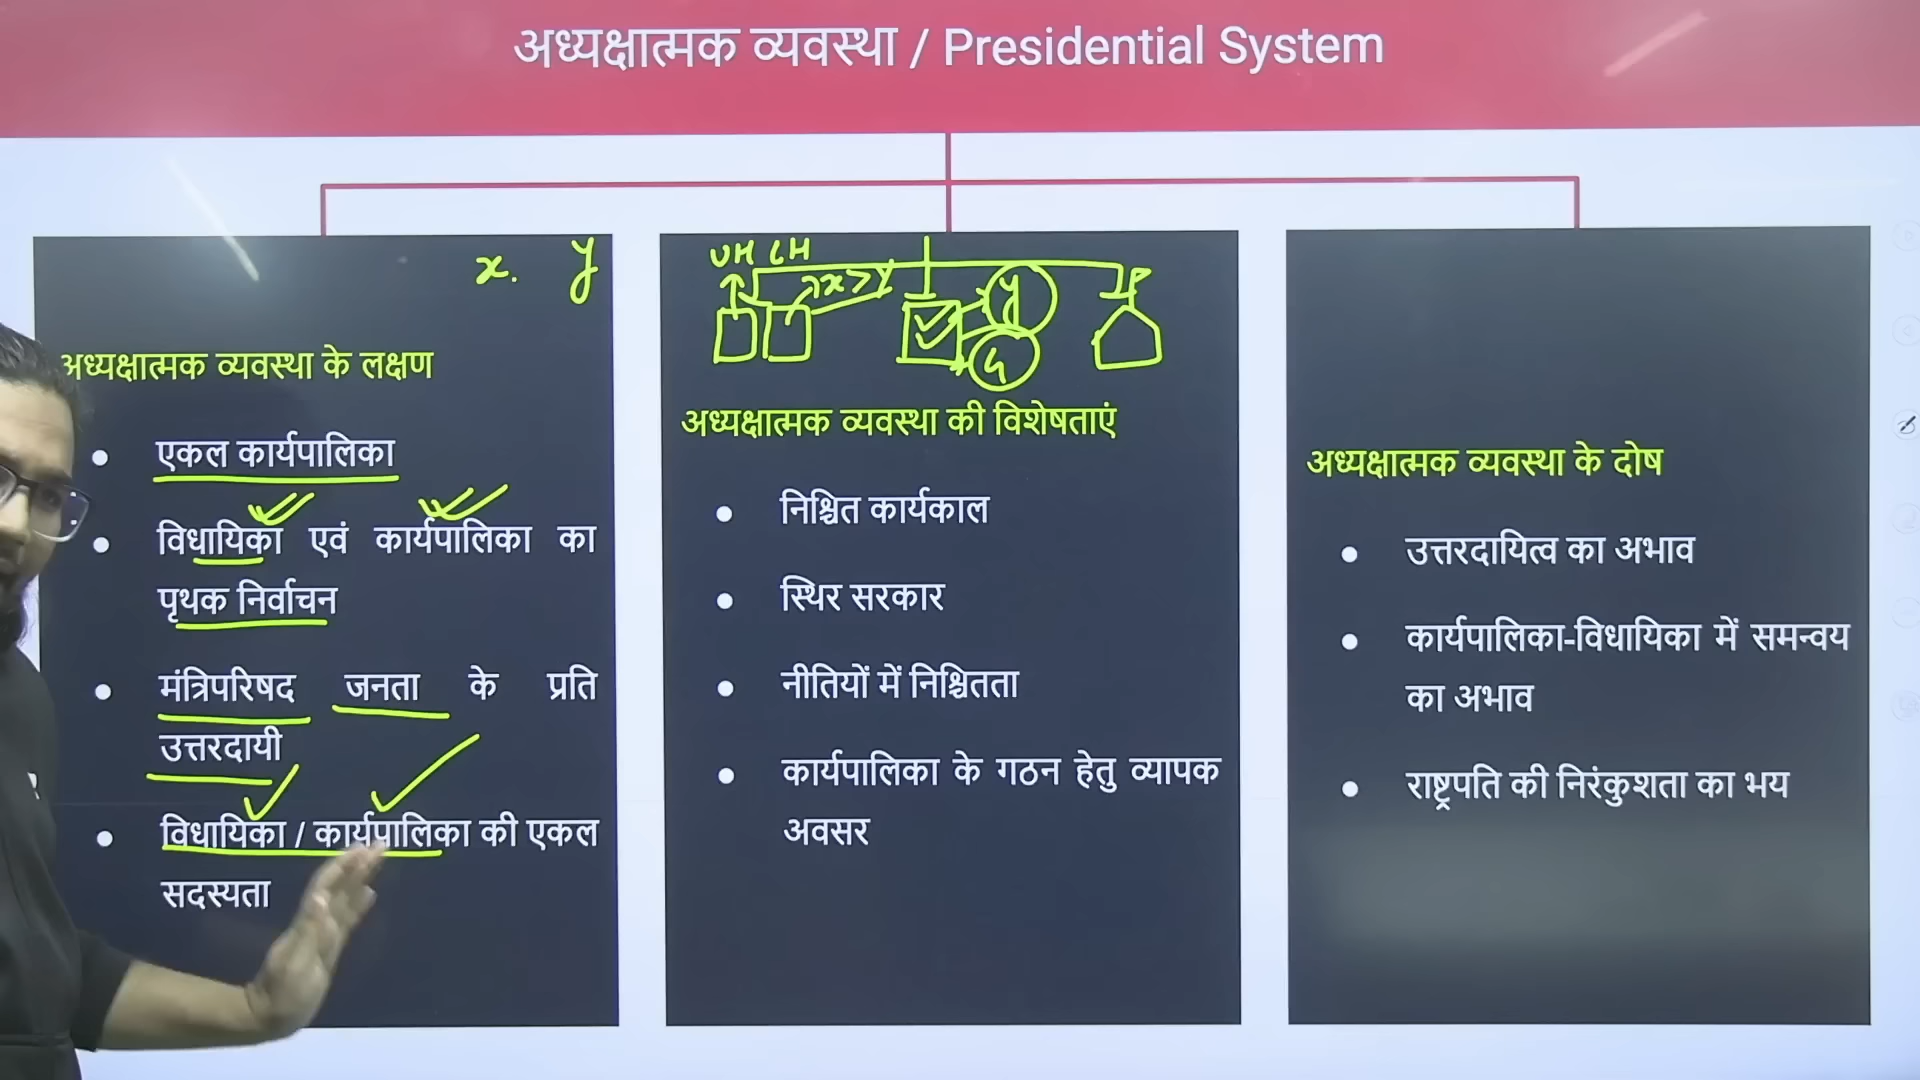 अध्यक्षात्मक व्यवस्था / Presidential System
x. y
अध्यक्षात्मक व्यवस्था के लक्षण
एकल कार्यपालिका
विधायिका एवं कार्यपालिका का
पृथक निर्वाचन
मंत्रिपरिषद जनता के प्रति
उत्तरदायी
विधायिका / कार्यपालिका की एकल
सदस्यता
UH LH
x > y
y
अध्यक्षात्मक व्यवस्था की विशेषताएं
निश्चित कार्यकाल
स्थिर सरकार
नीतियों में निश्चितता
कार्यपालिका के गठन हेतु व्यापक
अवसर
अध्यक्षात्मक व्यवस्था के दोष
उत्तरदायित्व का अभाव
कार्यपालिका-विधायिका में समन्वय
का अभाव
राष्ट्रपति की निरंकुशता का भय